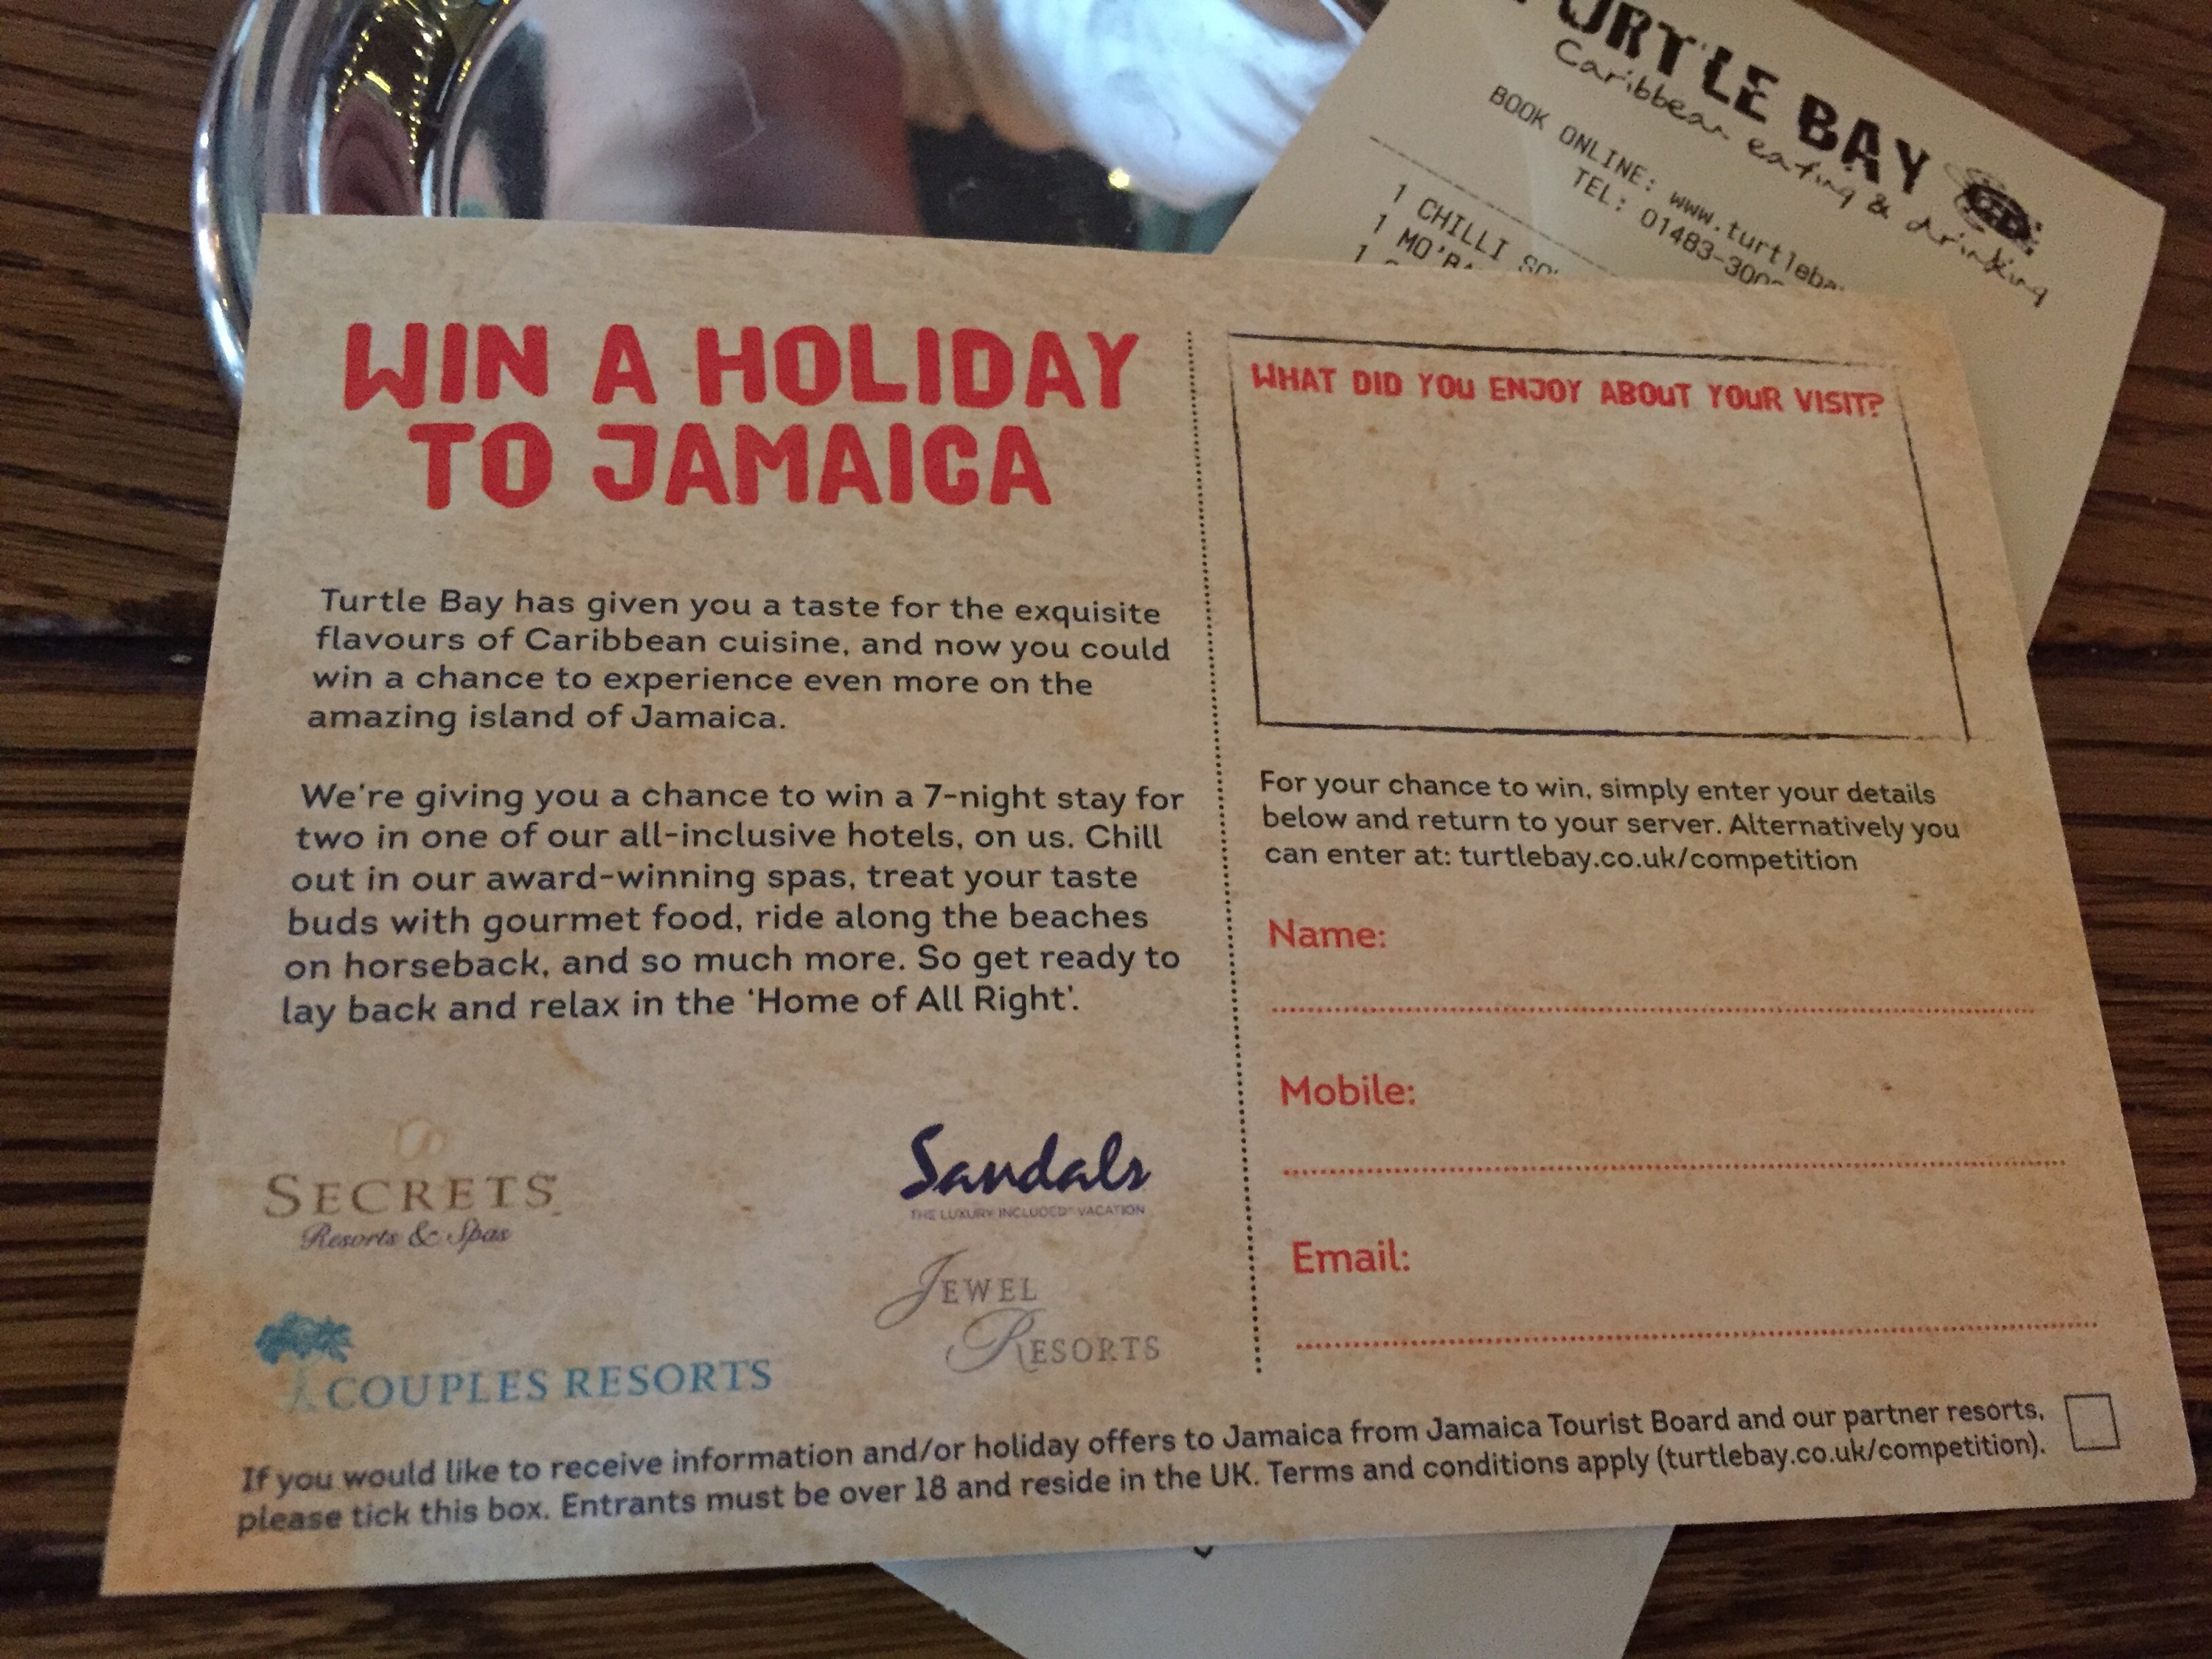 TURTLE BAY
Caribbean eating & drinking
BOOK ONLINE: www.turtleba
TEL: 01483-300
1 CHILLI
1 MO'BA
1
WIN A HOLIDAY
TO JAMAICA
Turtle Bay has given you a taste for the exquisite
flavours of Caribbean cuisine, and now you could
win a chance to experience even more on the
amazing island of Jamaica.
We're giving you a chance to win a 7-night stay for
two in one of our all-inclusive hotels, on us. Chill
out in our award-winning spas, treat your taste
buds with gourmet food, ride along the beaches
on horseback, and so much more. So get ready to
lay back and relax in the 'Home of All Right'.
SECRETS
Resorts & Spas
Sandals
THE LUXURY INCLUDED® VACATION
JEWEL
RESORTS
COUPLES RESORTS
WHAT DID YOU ENJOY ABOUT YOUR VISIT?
For your chance to win, simply enter your details
below and return to your server. Alternatively you
can enter at: turtlebay.co.uk/competition
Name:
Mobile:
Email:
If you would like to receive information and/or holiday offers to Jamaica from Jamaica Tourist Board and our partner resorts,
please tick this box. Entrants must be over 18 and reside in the UK. Terms and conditions apply (turtlebay.co.uk/competition).